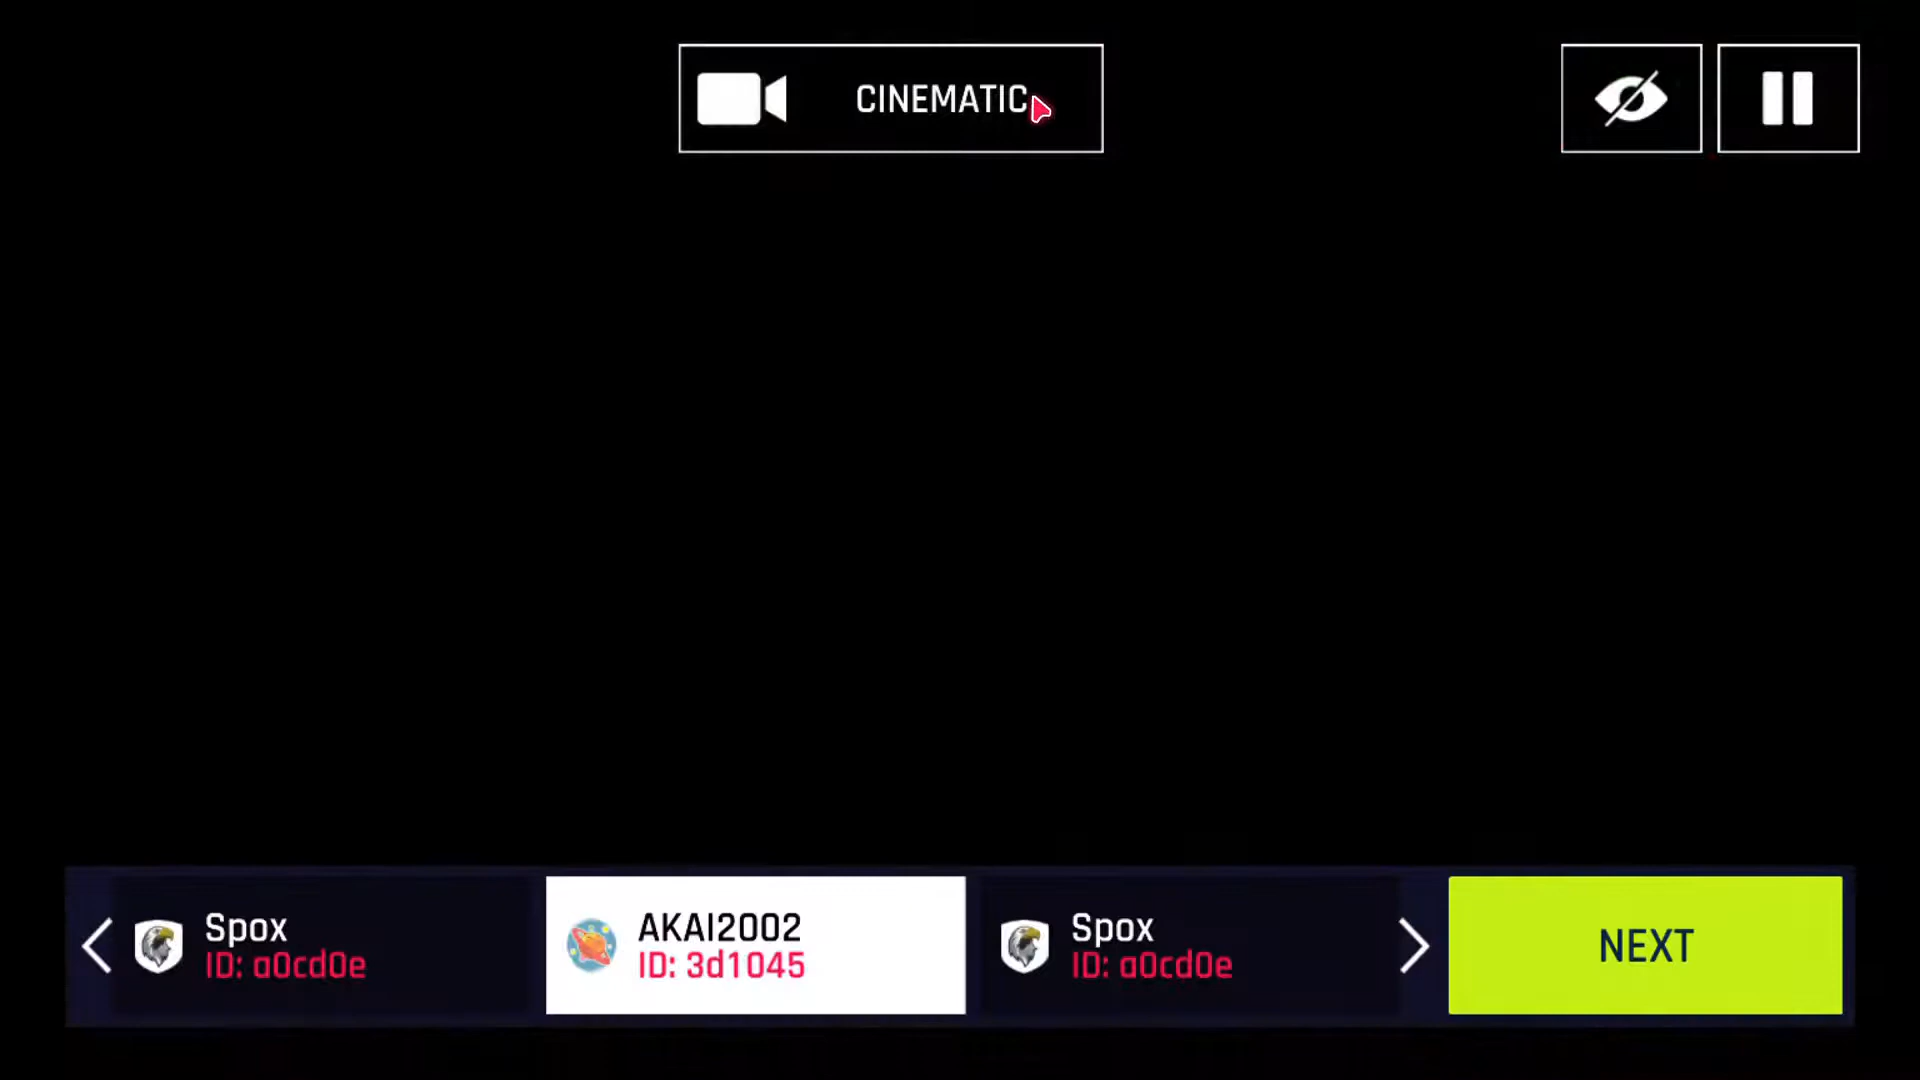 CINEMATIC
Spox
ID: a0cd0e
AKAI2002
ID: 3d1045
Spox
ID: a0cd0e
NEXT